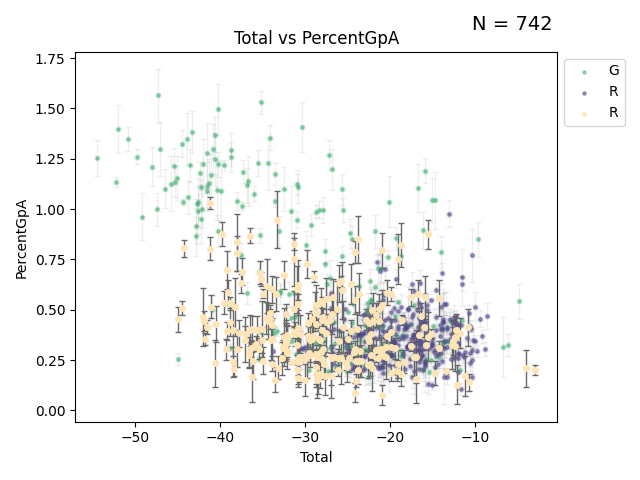 N = 742
Total vs PercentGpA
G
R
R
PercentGpA
1.75
1.50
1.25
1.00
0.75
0.50
0.25
0.00
−50
−40
−30
−20
−10
Total